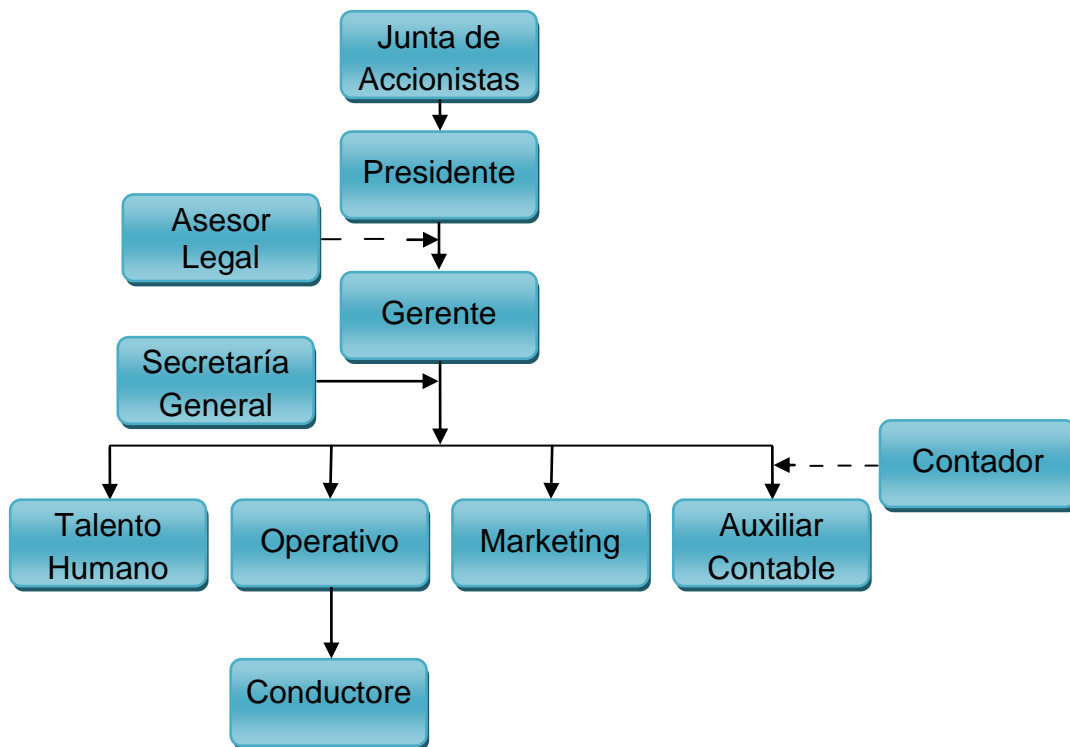 Junta de
Accionistas
Presidente
Asesor
Legal
Gerente
Secretaría
General
Contador
Talento
Humano
Operativo
Marketing
Auxiliar
Contable
Conductore